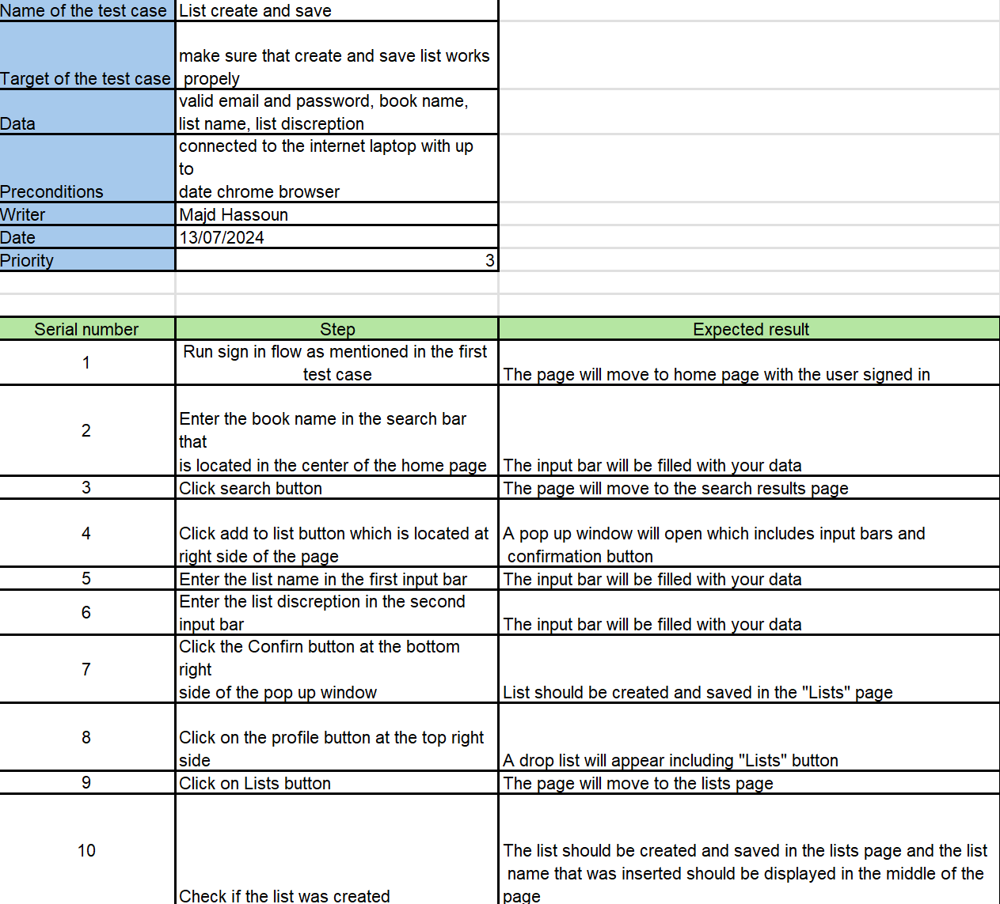 Name of the test case List create and save
Target of the test case make sure that create and save list works
propely
Data valid email and password, book name,
list name, list discreption
Preconditions connected to the internet laptop with up
to
date chrome browser
Writer Majd Hassoun
Date 13/07/2024
Priority 3
Serial number Step Expected result
1 Run sign in flow as mentioned in the first
test case The page will move to home page with the user signed in
2 Enter the book name in the search bar
that
is located in the center of the home page The input bar will be filled with your data
3 Click search button The page will move to the search results page
4 Click add to list button which is located at
right side of the page A pop up window will open which includes input bars and
confirmation button
5 Enter the list name in the first input bar The input bar will be filled with your data
6 Enter the list discreption in the second
input bar The input bar will be filled with your data
7 Click the Confirn button at the bottom
right
side of the pop up window List should be created and saved in the "Lists" page
8 Click on the profile button at the top right
side A drop list will appear including "Lists" button
9 Click on Lists button The page will move to the lists page
10 Check if the list was created The list should be created and saved in the lists page and the list
name that was inserted should be displayed in the middle of the
page